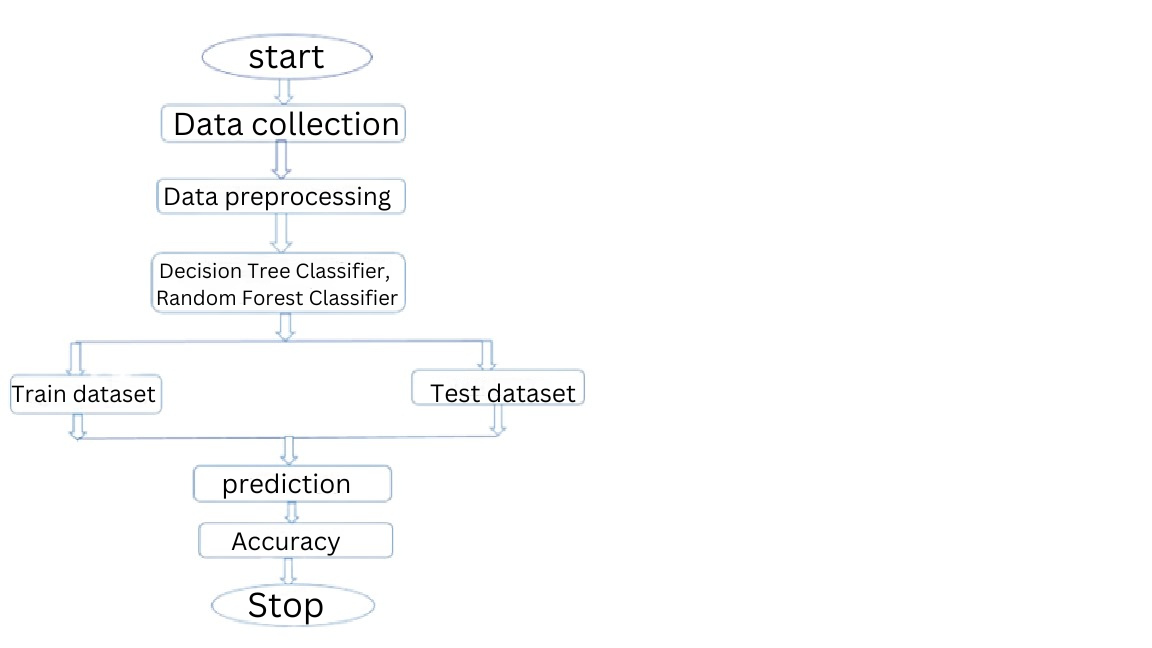 start
Data collection
Data preprocessing
Decision Tree Classifier,
Random Forest Classifier
Train dataset
Test dataset
prediction
Accuracy
Stop